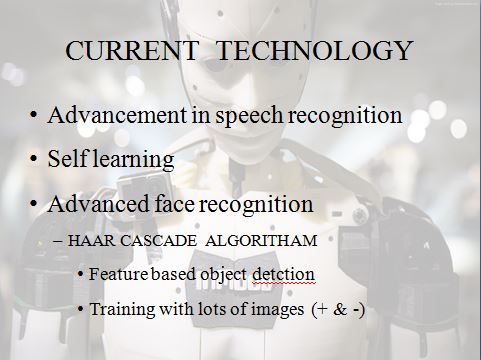 CURRENT TECHNOLOGY
• Advancement in speech recognition
• Self learning
• Advanced face recognition
– HAAR CASCADE ALGORITHAM
• Feature based object detction
• Training with lots of images (+ & -)